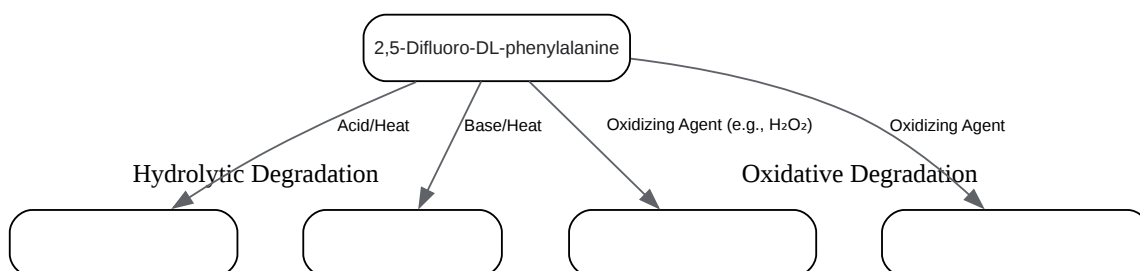 2,5-Difluoro-DL-phenylalanine
Acid/Heat
Base/Heat
Oxidizing Agent (e.g., H₂O₂)
Oxidizing Agent
Hydrolytic Degradation
Oxidative Degradation